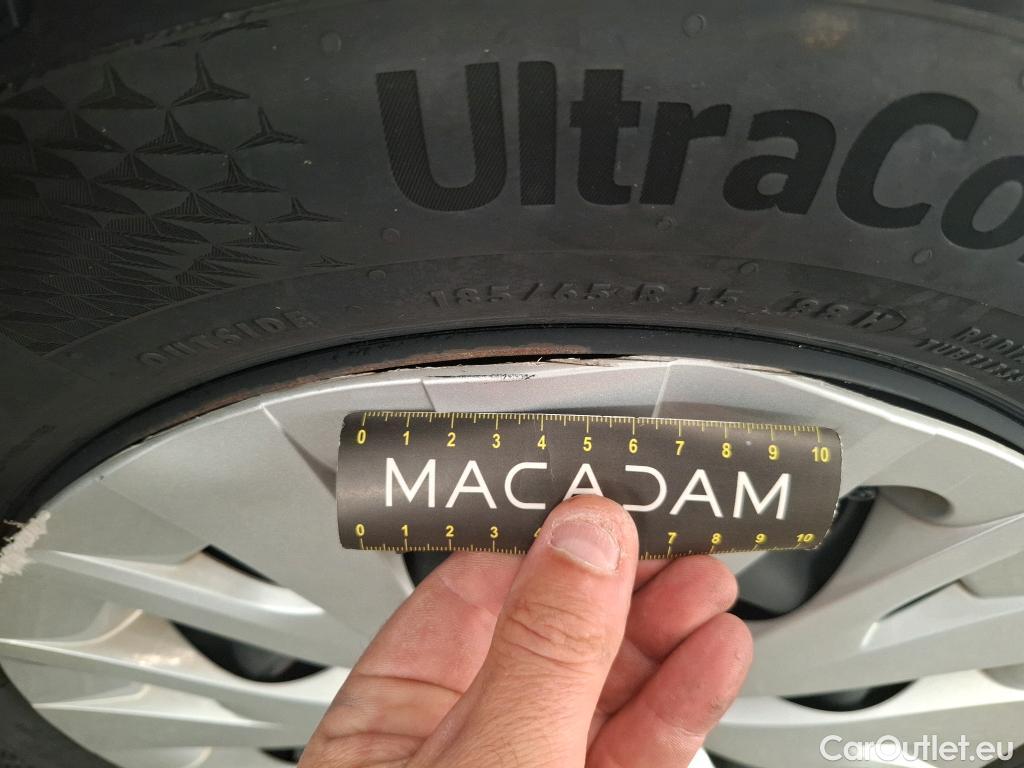 UltraCo
OUTSIDE 185/65 R 15 88H
0 1 2 3 4 5 6 7 8 9 10
MACADAM
0 1 2 3 7 8 9 10
CarOutlet.eu